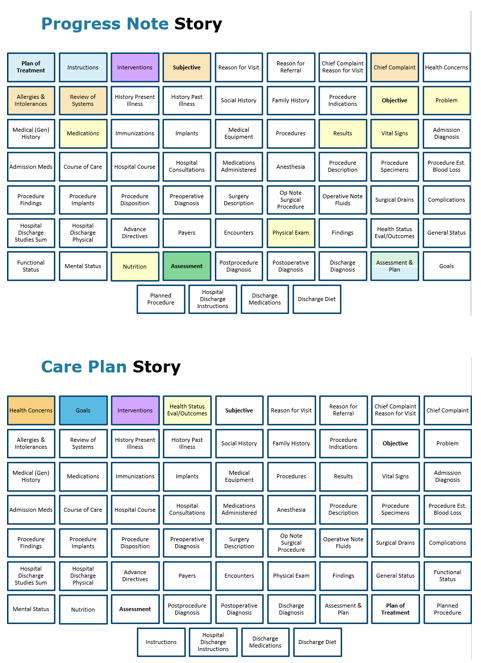 Progress Note Story
Plan of Treatment
Instructions
Interventions
Subjective
Reason for Visit
Reason for Referral
Chief Complaint Reason for Visit
Chief Complaint
Health Concerns
Allergies & Intolerances
Review of Systems
History Present Illness
History Past Illness
Social History
Family History
Procedure Indications
Objective
Problem
Medical (Gen) History
Medications
Immunizations
Implants
Medical Equipment
Procedures
Results
Vital Signs
Admission Diagnosis
Admission Meds
Course of Care
Hospital Course
Hospital Consultations
Medications Administered
Anesthesia
Procedure Description
Procedure Specimens
Procedure Est. Blood Loss
Procedure Findings
Procedure Implants
Procedure Disposition
Preoperative Diagnosis
Surgery Description
Op Note Surgical Procedure
Operative Note Fluids
Surgical Drains
Complications
Hospital Discharge Studies Sum
Hospital Discharge Physical
Advance Directives
Payers
Encounters
Physical Exam
Findings
Health Status Eval/Outcomes
General Status
Functional Status
Mental Status
Nutrition
Assessment
Postprocedure Diagnosis
Postoperative Diagnosis
Discharge Diagnosis
Assessment & Plan
Goals
Planned Procedure
Hospital Discharge Instructions
Discharge Medications
Discharge Diet
Care Plan Story
Health Concerns
Goals
Interventions
Health Status Eval/Outcomes
Subjective
Reason for Visit
Reason for Referral
Chief Complaint Reason for Visit
Chief Complaint
Allergies & Intolerances
Review of Systems
History Present Illness
History Past Illness
Social History
Family History
Procedure Indications
Objective
Problem
Medical (Gen) History
Medications
Immunizations
Implants
Medical Equipment
Procedures
Results
Vital Signs
Admission Diagnosis
Admission Meds
Course of Care
Hospital Course
Hospital Consultations
Medications Administered
Anesthesia
Procedure Description
Procedure Specimens
Procedure Est. Blood Loss
Procedure Findings
Procedure Implants
Procedure Disposition
Preoperative Diagnosis
Surgery Description
Op Note Surgical Procedure
Operative Note Fluids
Surgical Drains
Complications
Hospital Discharge Studies Sum
Hospital Discharge Physical
Advance Directives
Payers
Encounters
Physical Exam
Findings
General Status
Functional Status
Mental Status
Nutrition
Assessment
Postprocedure Diagnosis
Postoperative Diagnosis
Discharge Diagnosis
Assessment & Plan
Plan of Treatment
Planned Procedure
Instructions
Hospital Discharge Instructions
Discharge Medications
Discharge Diet